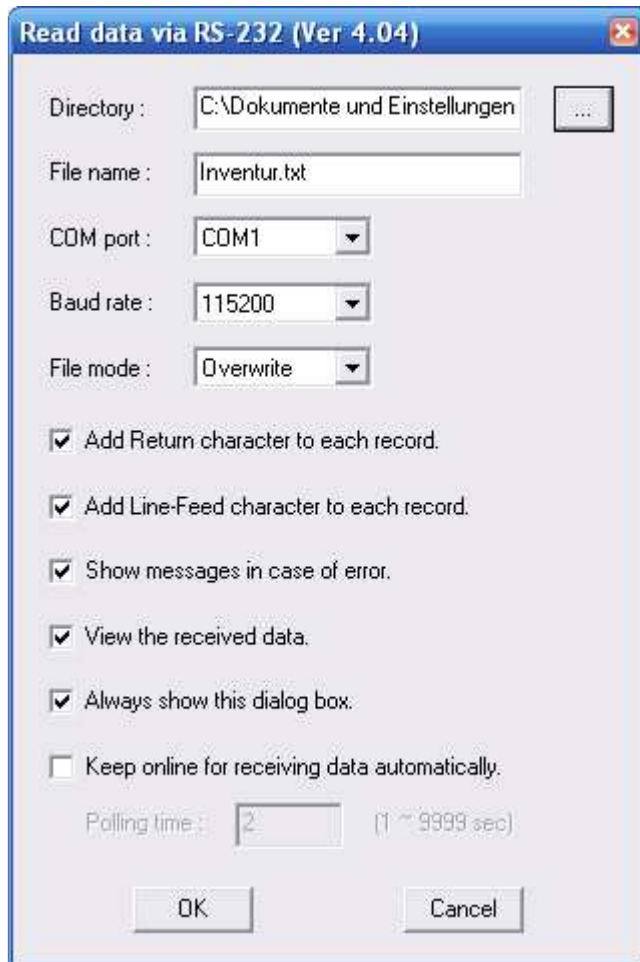 Read data via RS-232 (Ver 4.04)
Directory : C:\Dokumente und Einstellungen ...
File name : Inventur.txt
COM port : COM1
Baud rate : 115200
File mode : Overwrite
Add Return character to each record.
Add Line-Feed character to each record.
Show messages in case of error.
View the received data.
Always show this dialog box.
Keep online for receiving data automatically.
Polling time : 2 (1 ~ 9999 sec)
OK Cancel